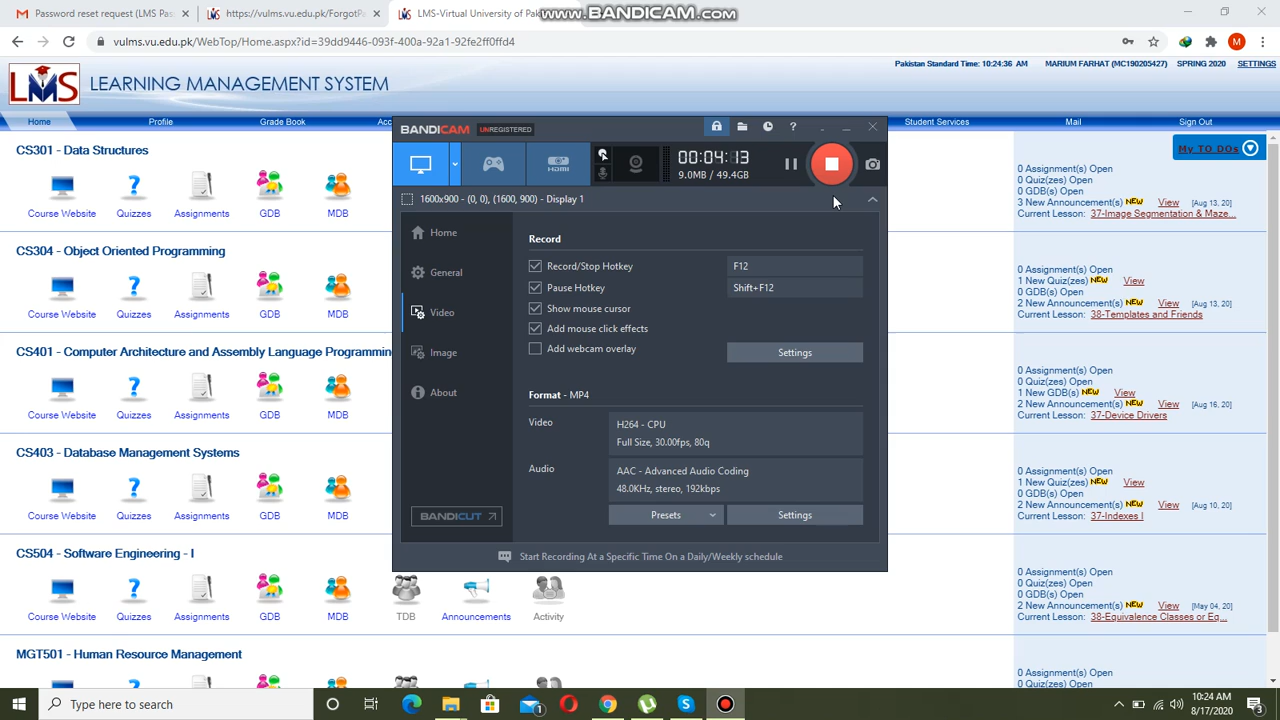 Password reset request (LMS Pass
https://vulms.vu.edu.pk/ForgotPa
LMS-Virtual University of Pak
www.BANDICAM.com
vulms.vu.edu.pk/WebTop/Home.aspx?id=39dd9446-093f-400a-92a1-92fe2ff0ffd4
M
LMS LEARNING MANAGEMENT SYSTEM
Pakistan Standard Time: 10:24:36 AM MARIUM FARHAT (MC190205427) SPRING 2020 SETTINGS
Home Profile Grade Book Acc Student Services Mail Sign Out
My TO DOs
BANDICAM UNREGISTERED
HDMI
00:04:13
9.0MB / 49.4GB
1600x900 - (0, 0), (1600, 900) - Display 1
Home
General
Video
Image
About
BANDICUT
Record
Record/Stop Hotkey F12
Pause Hotkey Shift+F12
Show mouse cursor
Add mouse click effects
Add webcam overlay Settings
Format - MP4
Video H264 - CPU
Full Size, 30.00fps, 80q
Audio AAC - Advanced Audio Coding
48.0KHz, stereo, 192kbps
Presets Settings
Start Recording At a Specific Time On a Daily/Weekly schedule
CS301 - Data Structures
Course Website Quizzes Assignments GDB MDB
0 Assignment(s) Open
0 Quiz(zes) Open
0 GDB(s) Open
3 New Announcement(s) NEW View [Aug 13, 20]
Current Lesson: 37-Image Segmentation & Maze...
CS304 - Object Oriented Programming
Course Website Quizzes Assignments GDB MDB
0 Assignment(s) Open
1 New Quiz(zes) NEW View
0 GDB(s) Open
2 New Announcement(s) NEW View [Aug 13, 20]
Current Lesson: 38-Templates and Friends
CS401 - Computer Architecture and Assembly Language Programmin
Course Website Quizzes Assignments GDB MDB
0 Assignment(s) Open
0 Quiz(zes) Open
1 New GDB(s) NEW View
2 New Announcement(s) NEW View [Aug 16, 20]
Current Lesson: 37-Device Drivers
CS403 - Database Management Systems
Course Website Quizzes Assignments GDB MDB
0 Assignment(s) Open
1 New Quiz(zes) NEW View
0 GDB(s) Open
2 New Announcement(s) NEW View [Aug 10, 20]
Current Lesson: 37-Indexes I
CS504 - Software Engineering - I
Course Website Quizzes Assignments GDB MDB TDB Announcements Activity
0 Assignment(s) Open
0 Quiz(zes) Open
0 GDB(s) Open
2 New Announcement(s) NEW View [May 04, 20]
Current Lesson: 38-Equivalence Classes or Eq...
MGT501 - Human Resource Management
0 Assignment(s) Open
0 Quiz(zes) Open
Type here to search
10:24 AM
8/17/2020